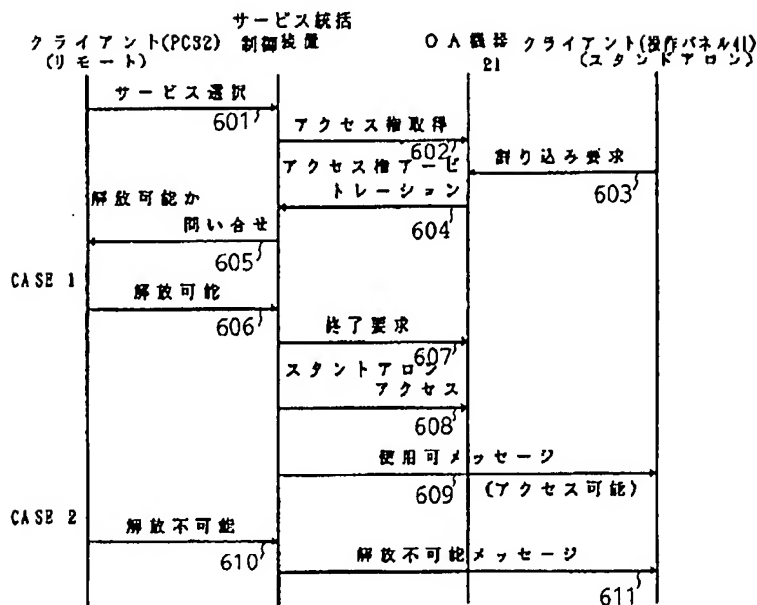 サービス統括
クライアント(PC32) 制御装置 OA機器 クライアント(操作パネル41)
(リモート) 21 (スタンドアロン)
サービス選択
601
アクセス権取得
602
割り込み要求
603
アクセス権アービ
トレーション
604
解放可能か
問い合せ
605
CASE 1
解放可能
606
終了要求
607
スタントアロン
アクセス
608
使用可メッセージ
609 (アクセス可能)
CASE 2
解放不可能
610
解放不可能メッセージ
611